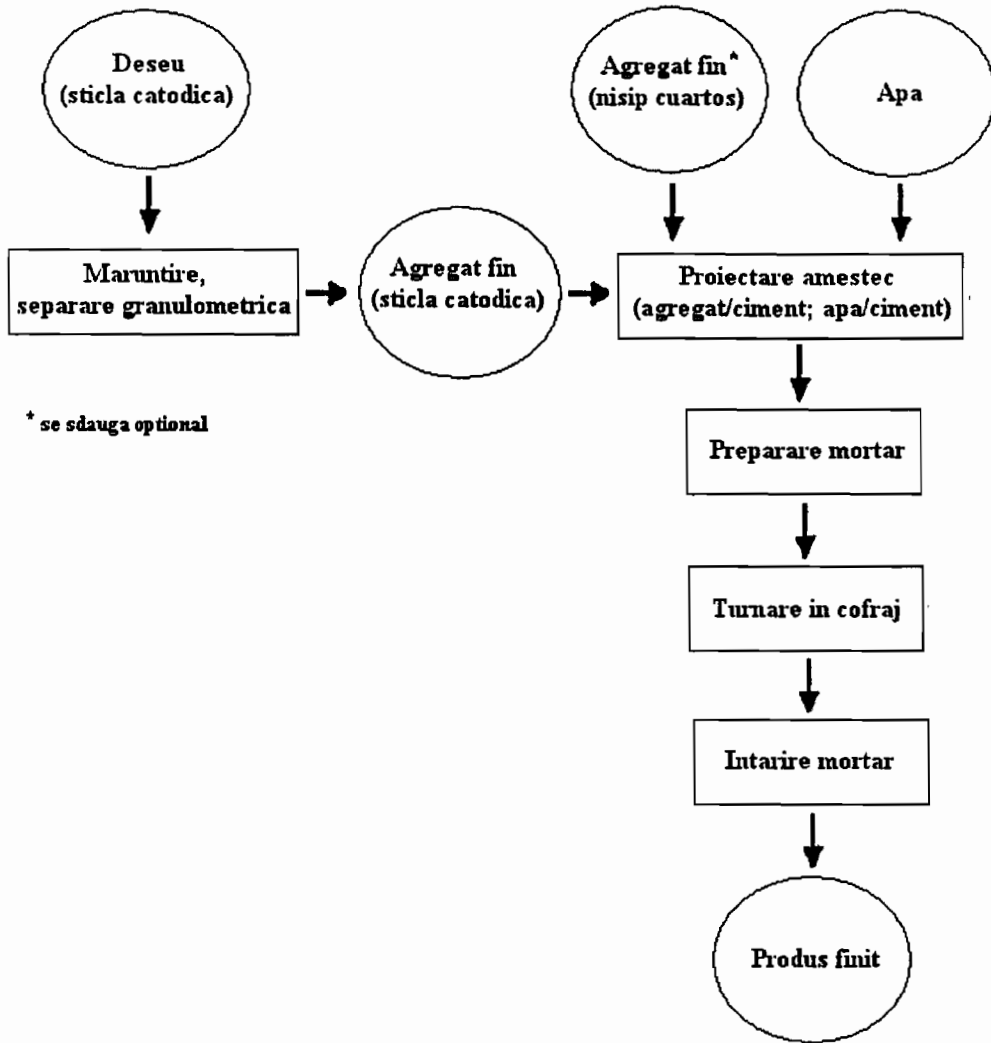 Deseu
(sticla catodica)
Agregat fin*
(nisip cuartos)
Apa
Maruntire,
separare granulometrica
Agregat fin
(sticla catodica)
Proiectare amestec
(agregat/ciment; apa/ciment)
* se sdauga optional
Preparare mortar
Turnare in cofraj
Intarire mortar
Produs finit